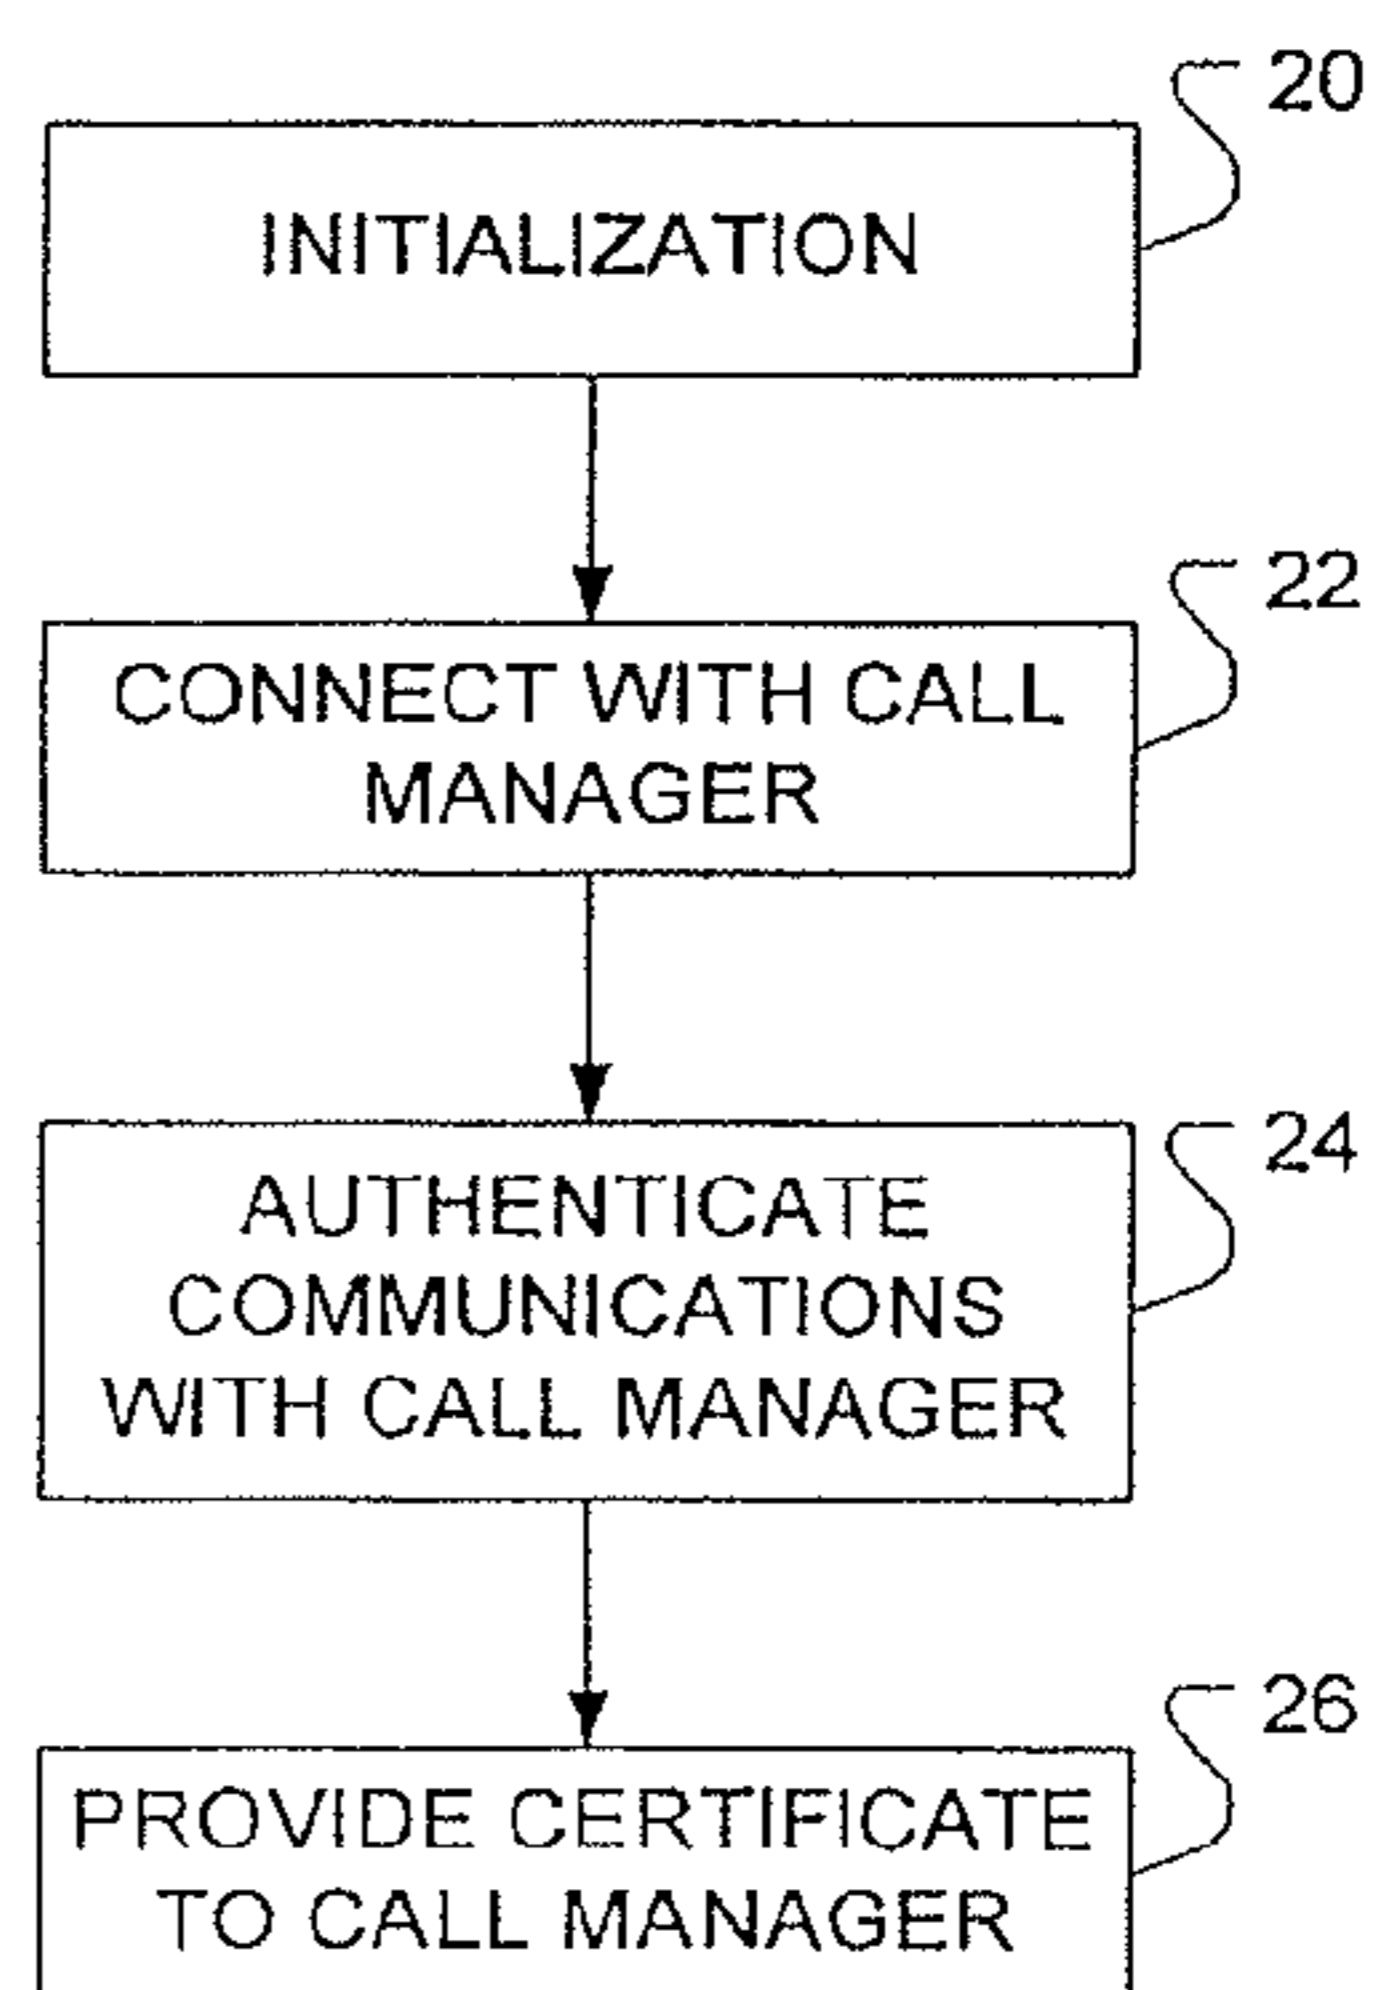 20
INITIALIZATION
22
CONNECT WITH CALL
MANAGER
24
AUTHENTICATE
COMMUNICATIONS
WITH CALL MANAGER
26
PROVIDE CERTIFICATE
TO CALL MANAGER